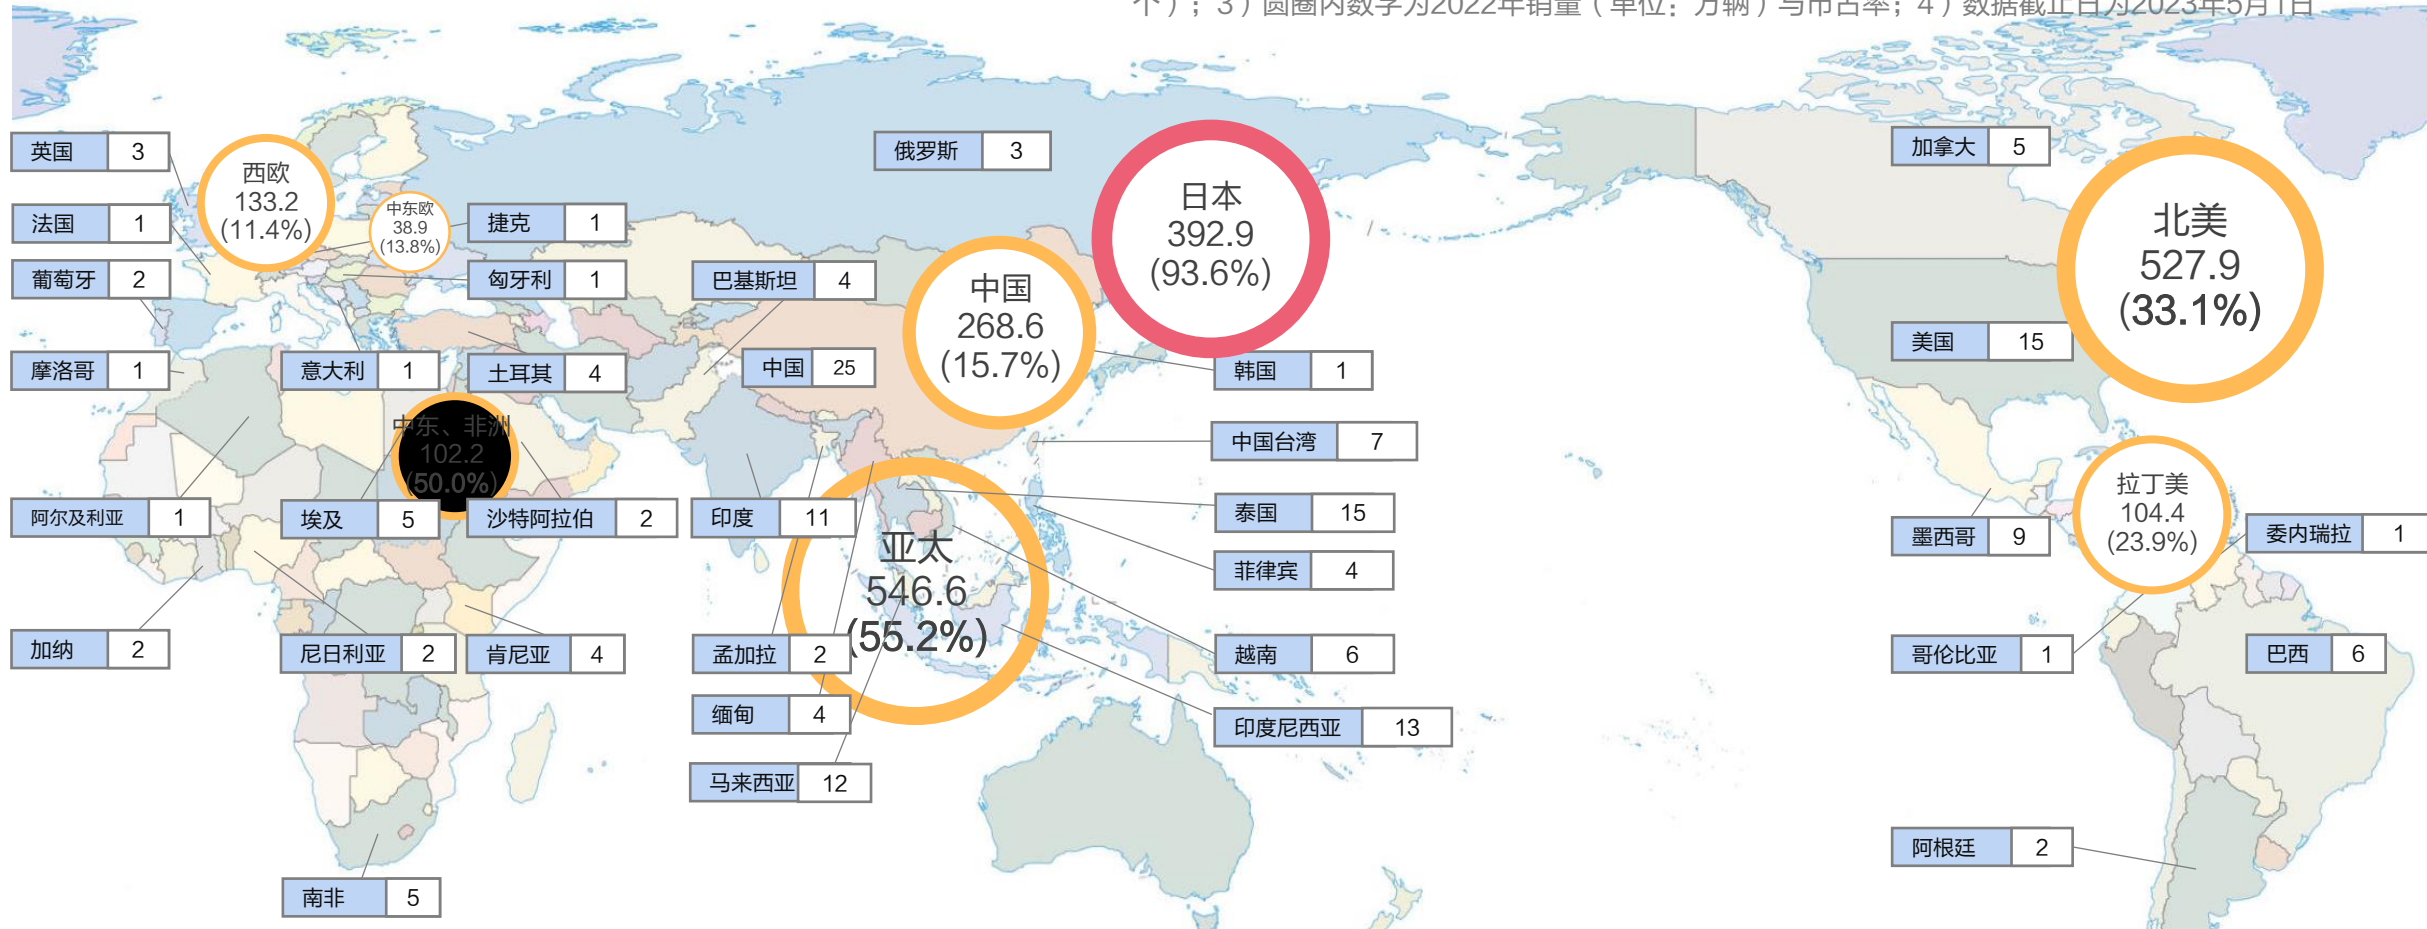 个）；3）圆圈内数字为2022年销量（单位：万辆）与市占率；4）数据截止日为2023年5月1日
英国 3
西欧
133.2
(11.4%)
俄罗斯 3
日本
392.9
(93.6%)
加拿大 5
北美
527.9
(33.1%)
法国 1
中东欧
38.9
(13.8%)
捷克 1
葡萄牙 2
匈牙利 1
巴基斯坦 4
中国
268.6
(15.7%)
美国 15
摩洛哥 1
意大利 1
土耳其 4
中国 25
韩国 1
中东、非洲
102.2
(50.0%)
中国台湾 7
拉丁美
104.4
(23.9%)
阿尔及利亚 1
埃及 5
沙特阿拉伯 2
印度 11
泰国 15
墨西哥 9
委内瑞拉 1
亚太
546.6
(55.2%)
菲律宾 4
加纳 2
尼日利亚 2
肯尼亚 4
孟加拉 2
越南 6
哥伦比亚 1
巴西 6
缅甸 4
印度尼西亚 13
马来西亚 12
阿根廷 2
南非 5